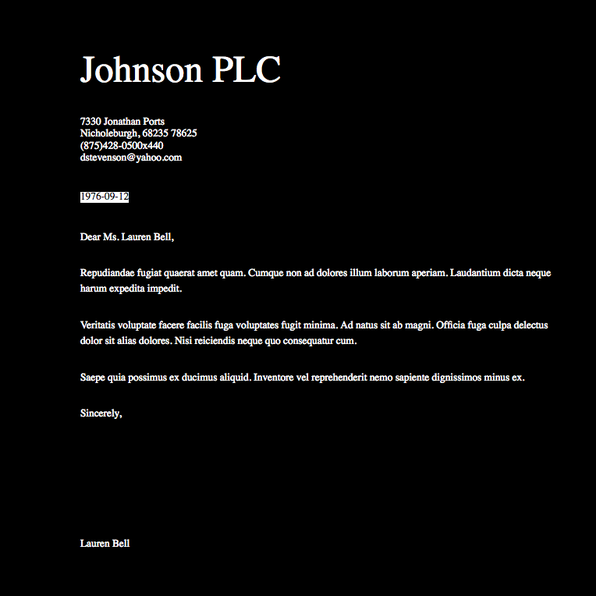 Johnson PLC
7330 Jonathan Ports
Nicholeburgh, 68235 78625
(875)428-0500x440
dstevenson@yahoo.com
1976-09-12
Dear Ms. Lauren Bell,
Repudiandae fugiat quaerat amet quam. Cumque non ad dolores illum laborum aperiam. Laudantium dicta neque
harum expedita impedit.
Veritatis voluptate facere facilis fuga voluptates fugit minima. Ad natus sit ab magni. Officia fuga culpa delectus
dolor sit alias dolores. Nisi reiciendis neque quo consequatur cum.
Saepe quia possimus ex ducimus aliquid. Inventore vel reprehenderit nemo sapiente dignissimos minus ex.
Sincerely,
Lauren Bell